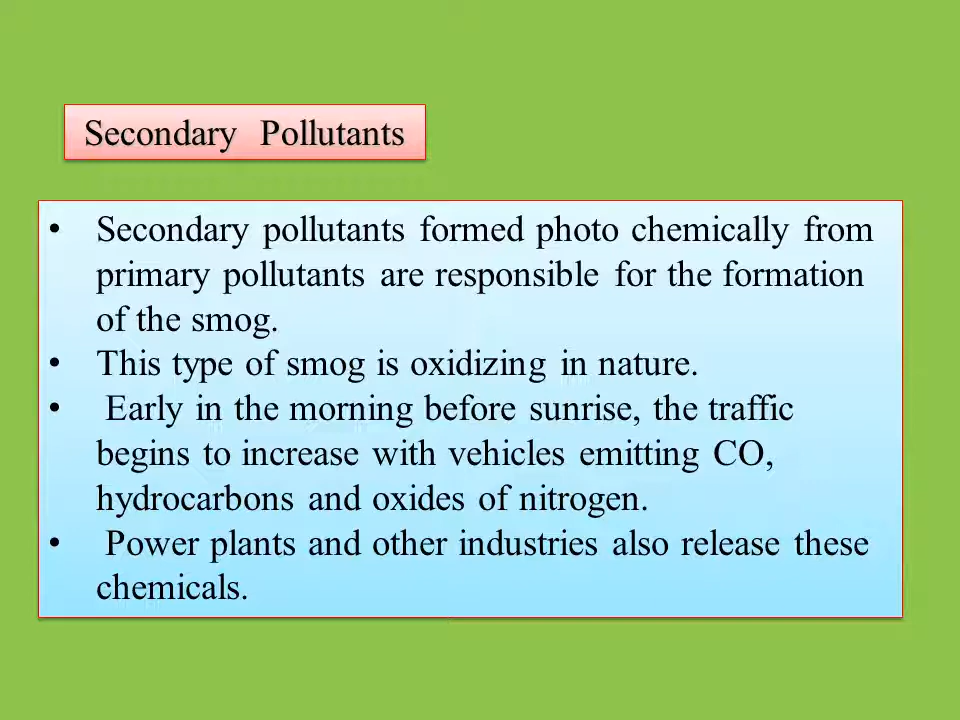 Secondary Pollutants
• Secondary pollutants formed photo chemically from
primary pollutants are responsible for the formation
of the smog.
• This type of smog is oxidizing in nature.
• Early in the morning before sunrise, the traffic
begins to increase with vehicles emitting CO,
hydrocarbons and oxides of nitrogen.
• Power plants and other industries also release these
chemicals.